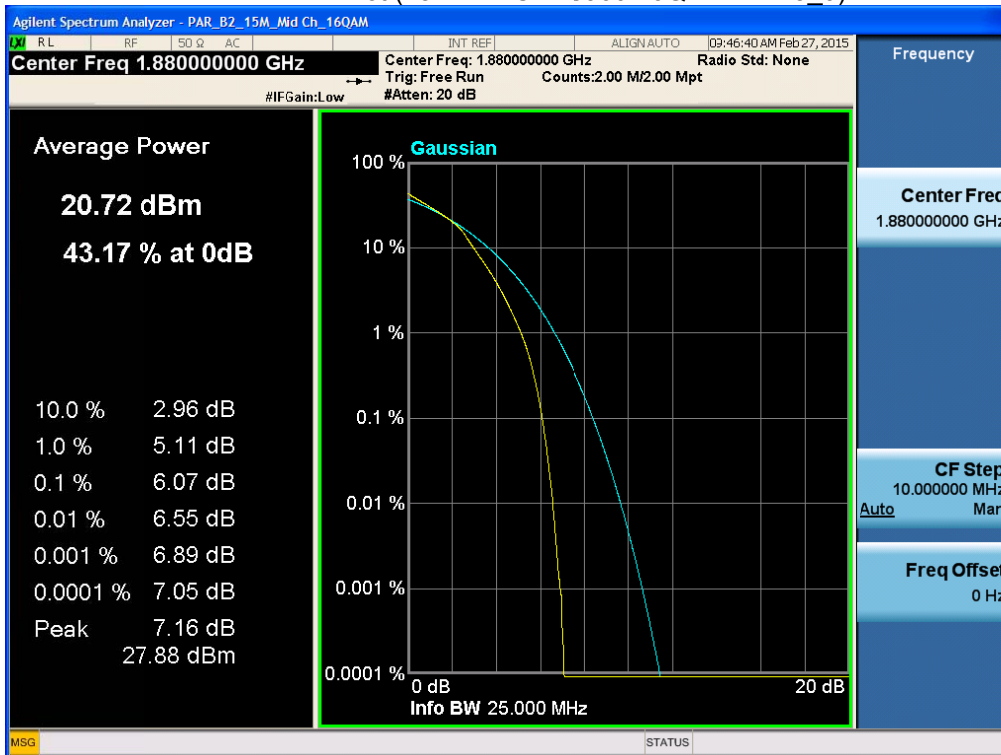 Agilent Spectrum Analyzer - PAR_B2_15M_Mid Ch_16QAM
LXI RL RF 50 Ω AC INT REF ALIGN AUTO 09:46:40 AM Feb 27, 2015
Center Freq 1.880000000 GHz
Center Freq: 1.880000000 GHz Radio Std: None
Trig: Free Run Counts:2.00 M/2.00 Mpt
#IFGain:Low #Atten: 20 dB
Frequency
Average Power
20.72 dBm
43.17 % at 0dB
10.0 % 2.96 dB
1.0 % 5.11 dB
0.1 % 6.07 dB
0.01 % 6.55 dB
0.001 % 6.89 dB
0.0001 % 7.05 dB
Peak 7.16 dB
27.88 dBm
Gaussian
100 %
10 %
1 %
0.1 %
0.01 %
0.001 %
0.0001 %
0 dB 20 dB
Info BW 25.000 MHz
Center Freq
1.880000000 GHz
CF Step
10.000000 MHz
Auto Man
Freq Offset
0 Hz
MSG STATUS